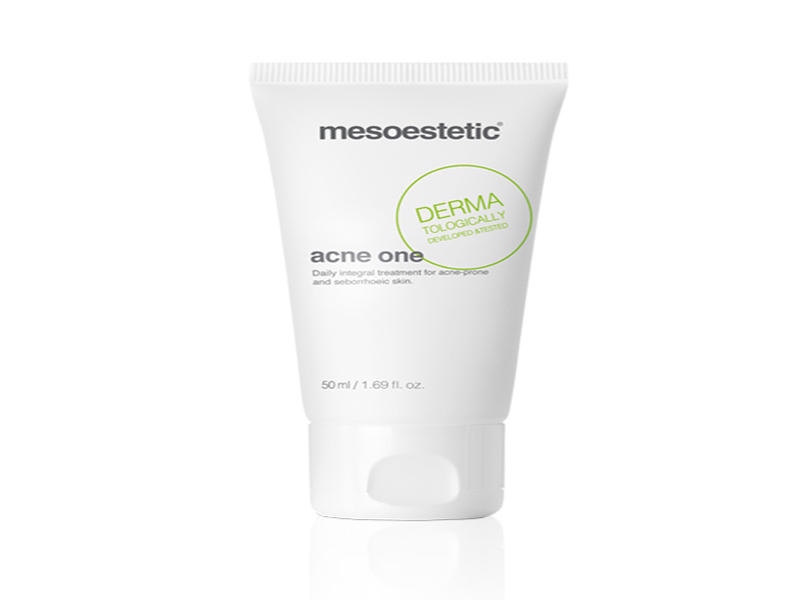 mesoestetic®
DERMA
TOLOGICALLY
DEVELOPED &TESTED
acne one
Daily integral treatment for acne-prone
and seborrhoeic skin.
50 ml / 1.69 fl. oz.